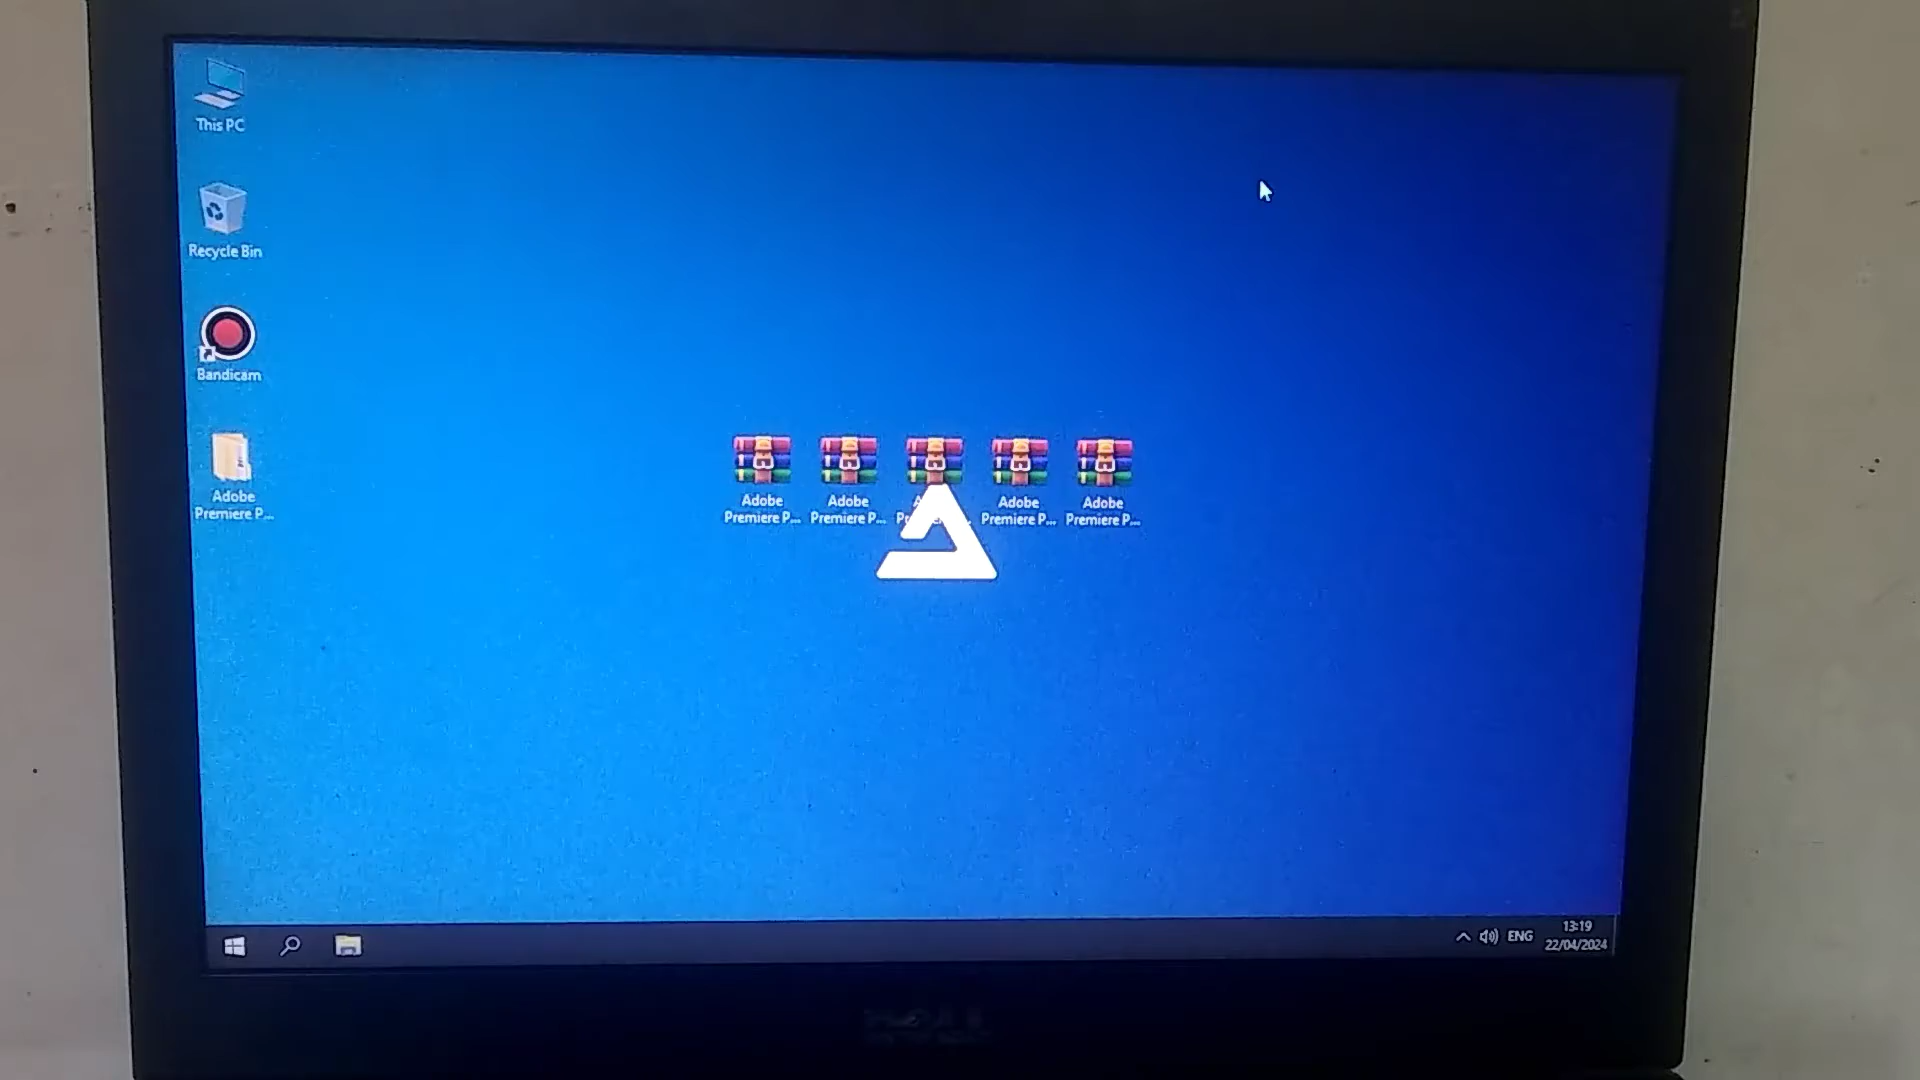 This PC
Recycle Bin
Bandicam
Adobe
Premiere P...
Adobe
Premiere P...
Adobe
Premiere P...
Adobe
Premiere P...
Adobe
Premiere P...
ENG
13:19
22/04/2024